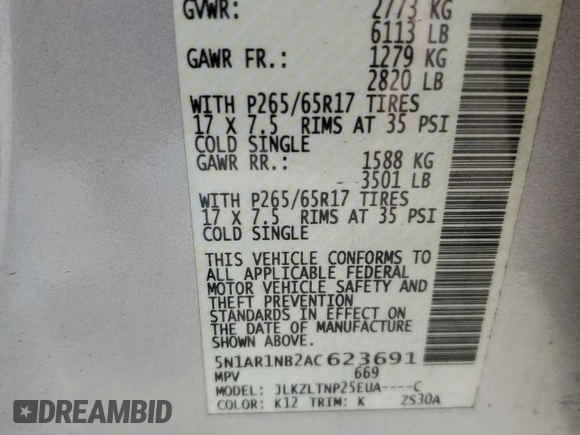 GVWR: 2773 KG
6113 LB
GAWR FR.: 1279 KG
2820 LB
WITH P265/65R17 TIRES
17 X 7.5 RIMS AT 35 PSI
COLD SINGLE
GAWR RR.: 1588 KG
3501 LB
WITH P265/65R17 TIRES
17 X 7.5 RIMS AT 35 PSI
COLD SINGLE
THIS VEHICLE CONFORMS TO
ALL APPLICABLE FEDERAL
MOTOR VEHICLE SAFETY AND
THEFT PREVENTION
STANDARDS IN EFFECT ON
THE DATE OF MANUFACTURE
SHOWN ABOVE.
5N1AR1NB2AC623691
MPV 669
MODEL: JLKZLTNP25EUA----C
COLOR: K12 TRIM: K ZS30A
DREAMBID